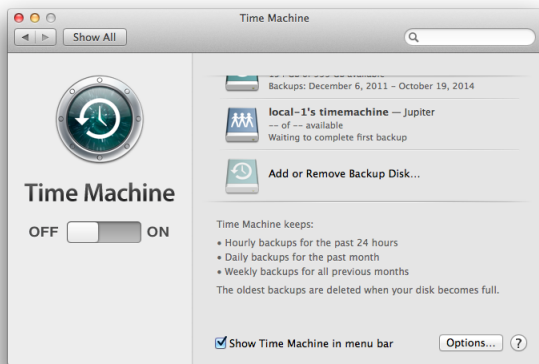 Time Machine
Show All
Backups: December 6, 2011 – October 19, 2014
local-1's timemachine — Jupiter
-- of -- available
Waiting to complete first backup
Add or Remove Backup Disk...
Time Machine
OFF ON
Time Machine keeps:
• Hourly backups for the past 24 hours
• Daily backups for the past month
• Weekly backups for all previous months
The oldest backups are deleted when your disk becomes full.
Show Time Machine in menu bar
Options... ?